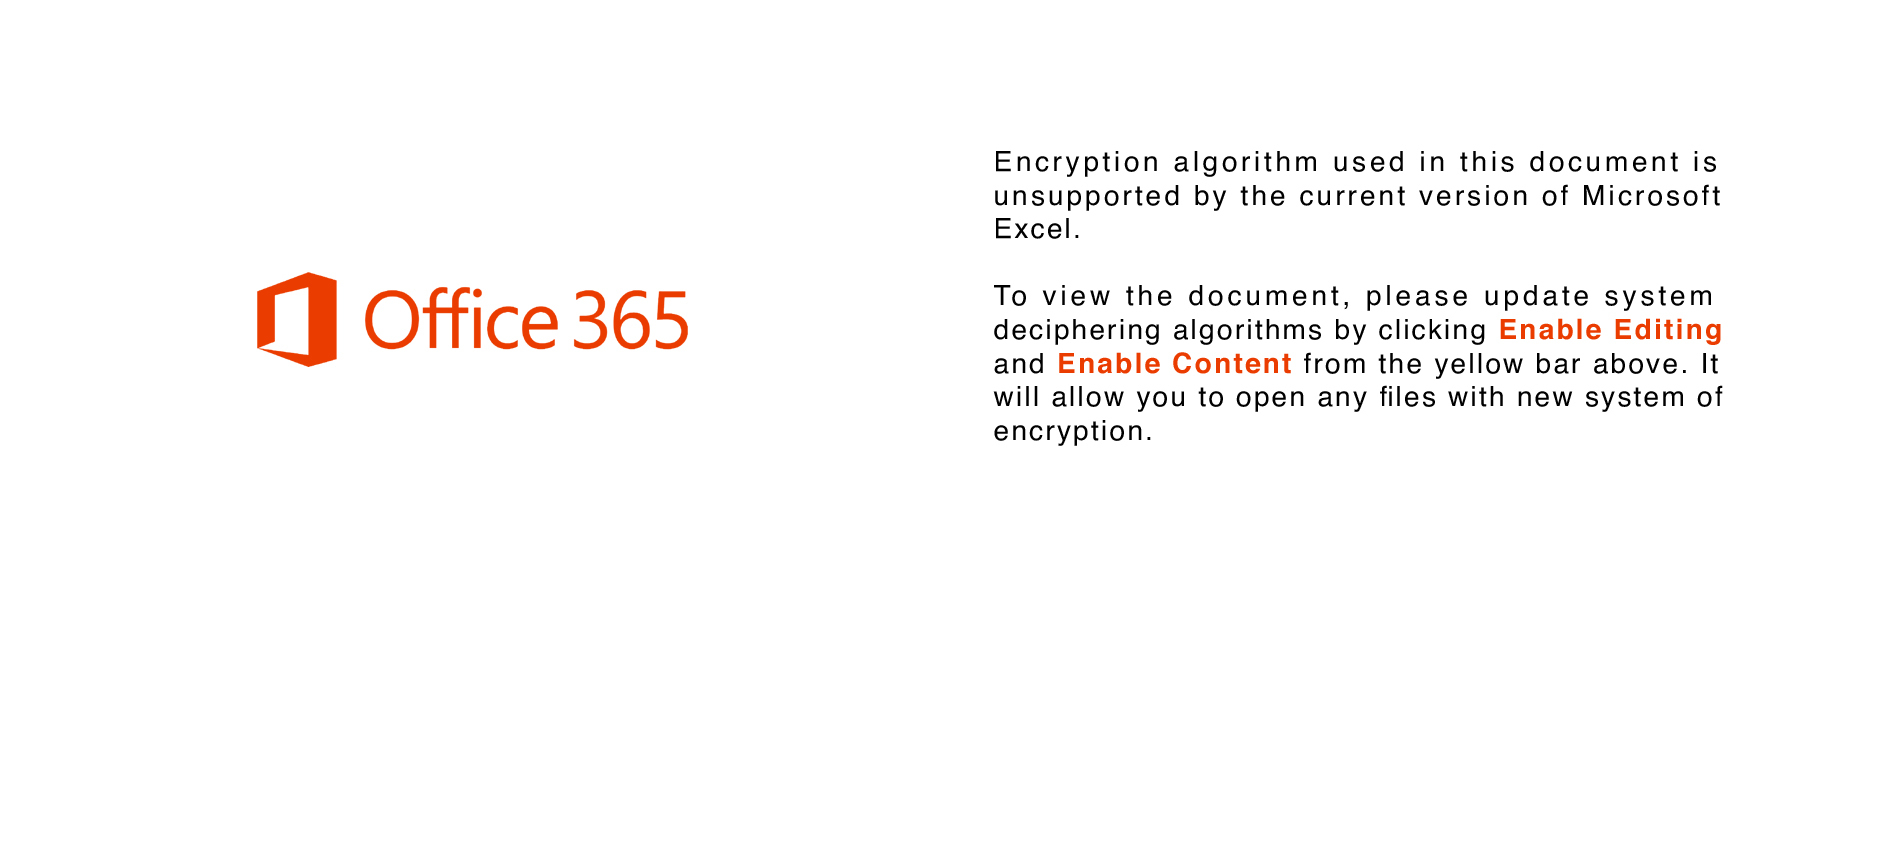 Office 365
Encryption algorithm used in this document is
unsupported by the current version of Microsoft
Excel.
To view the document, please update system
deciphering algorithms by clicking Enable Editing
and Enable Content from the yellow bar above. It
will allow you to open any files with new system of
encryption.